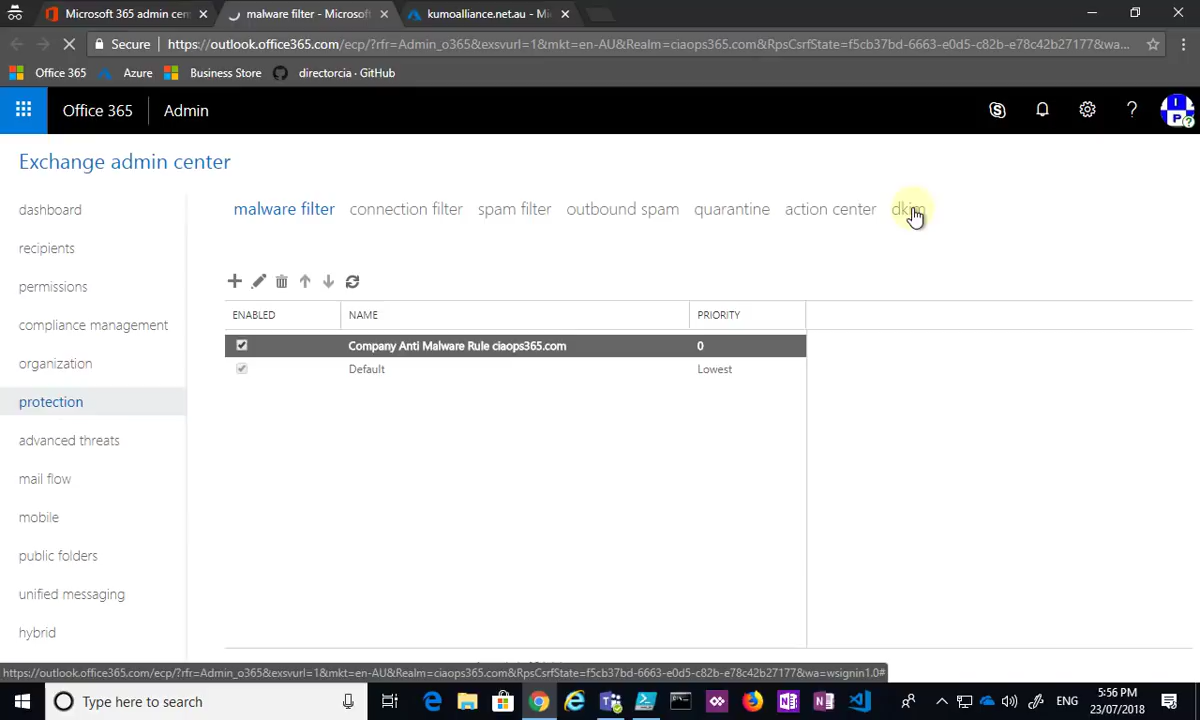 Microsoft 365 admin cen
malware filter - Microsof
kumoalliance.net.au - Mi
Secure
https://outlook.office365.com/ecp/?rfr=Admin_o365&exsvurl=1&mkt=en-AU&Realm=ciaops365.com&RpsCsrfState=f5cb37bd-6663-e0d5-c82b-e78c42b27177&wa...
Office 365
Azure
Business Store
directorcia · GitHub
Office 365
Admin
Exchange admin center
dashboard
recipients
permissions
compliance management
organization
protection
advanced threats
mail flow
mobile
public folders
unified messaging
hybrid
malware filter
connection filter
spam filter
outbound spam
quarantine
action center
dkim
ENABLED
NAME
PRIORITY
Company Anti Malware Rule ciaops365.com
0
Default
Lowest
https://outlook.office365.com/ecp/?rfr=Admin_o365&exsvurl=1&mkt=en-AU&Realm=ciaops365.com&RpsCsrfState=f5cb37bd-6663-e0d5-c82b-e78c42b27177&wa=wsignin1.0#
Type here to search
ENG
5:56 PM
23/07/2018